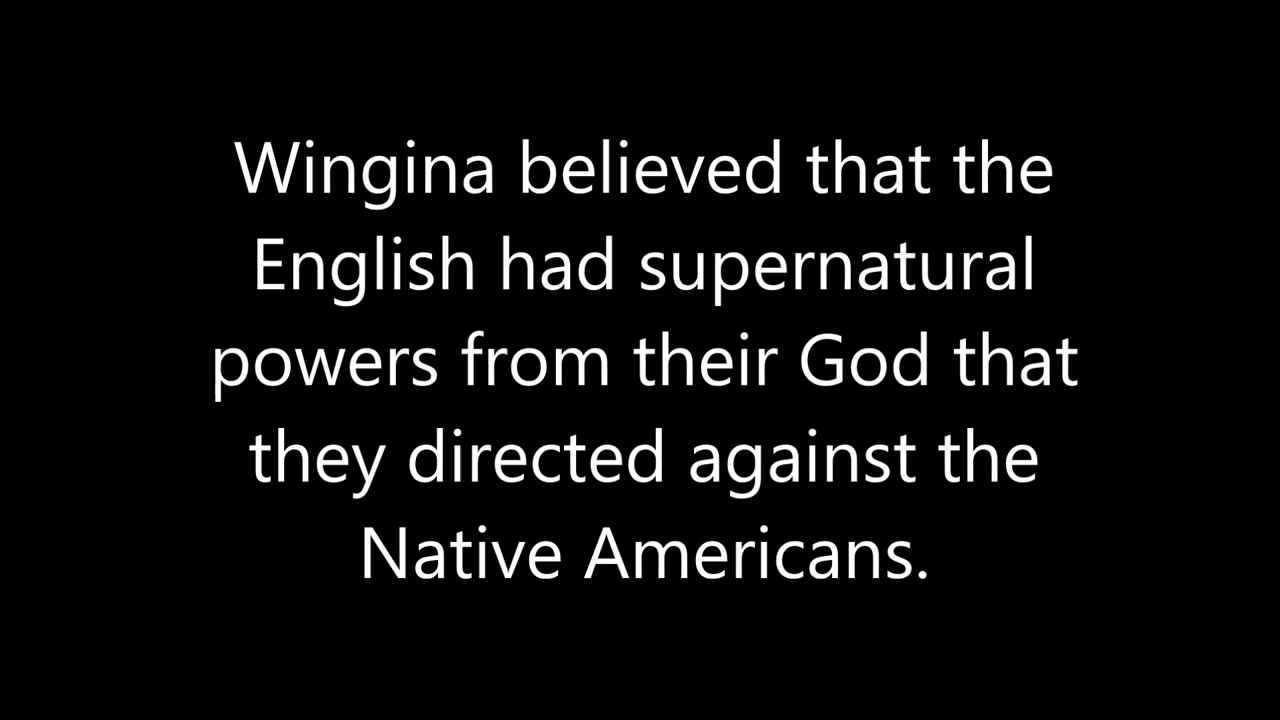 Wingina believed that the
English had supernatural
powers from their God that
they directed against the
Native Americans.